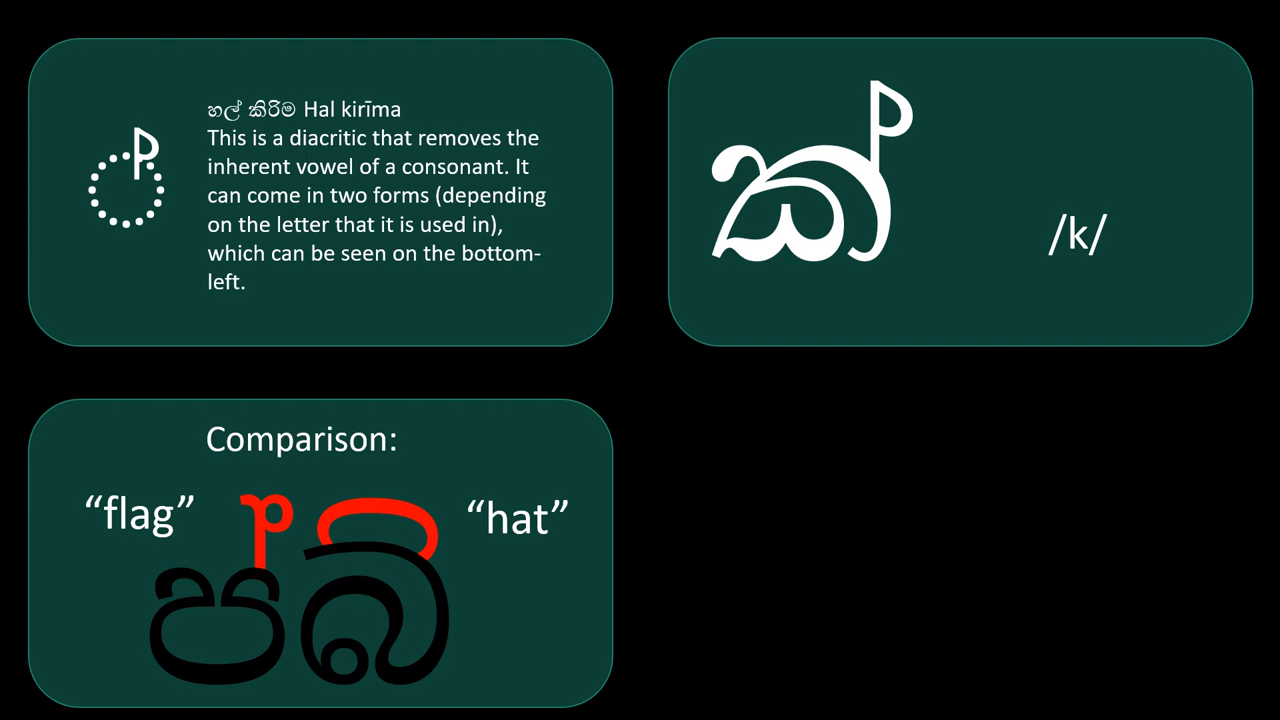 ◌්
හල් කිරිම Hal kirīma
This is a diacritic that removes the
inherent vowel of a consonant. It
can come in two forms (depending
on the letter that it is used in),
which can be seen on the bottom-
left.
ක්
/k/
Comparison:
“flag” ප් බ් “hat”